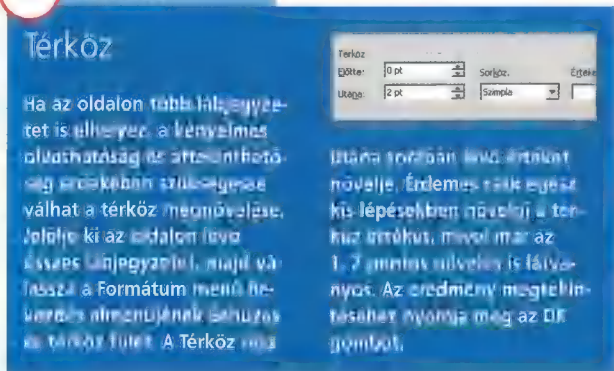 Térköz
Ha az oldalon több lábjegyze-
tet is elhelyez, a kényelmes
olvashatóság és áttekinthető-
ség érdekében szükségessé
válhat a térköz megnövelése.
Jelölje ki az oldalon lévő
összes lábjegyzetet, majd vá-
lassza a Formátum menü Be-
kezdés almenüjének Behúzás
és térköz fülét. A Térköz
Térköz
Előtte: 0 pt Sorköz: Értéke
Utána: 2 pt Szimpla
Utána sorában lévő értéket
növelje. Érdemes csak egész
kis lépésekben növelni a tér-
köz értékét, mivel már az
1, 2 pontos növelés is látvá-
nyos. Az eredmény megtekin-
téséhez nyomja meg az OK
gombot.